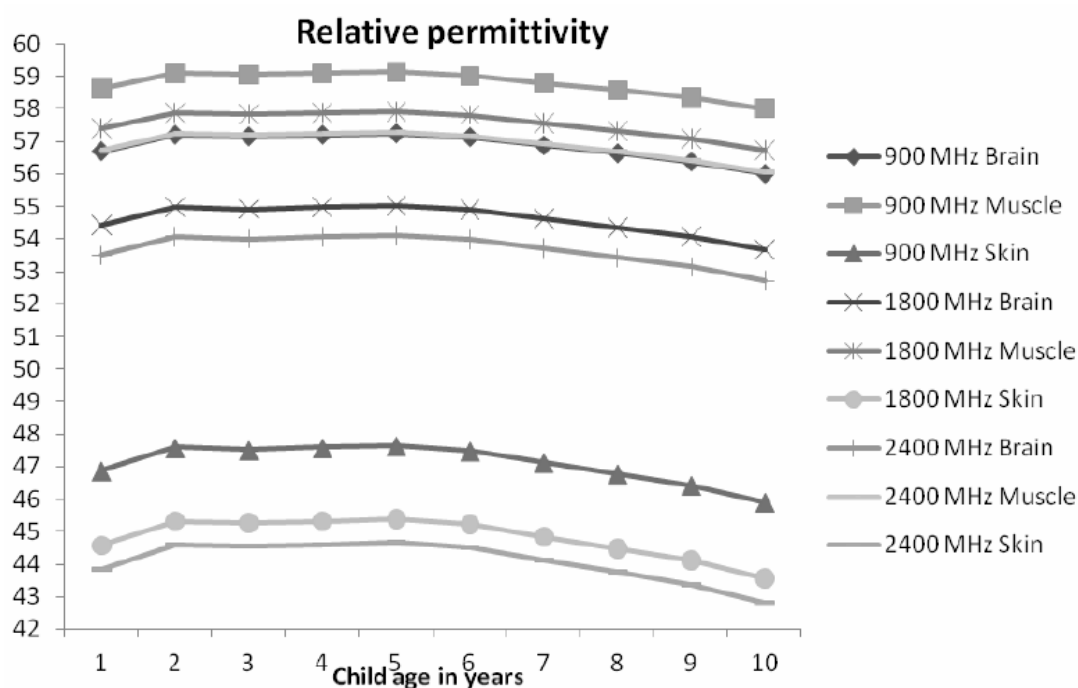 Relative permittivity
60
59
58
57
56
55
54
53
52
51
50
49
48
47
46
45
44
43
42
1 2 3 4 5 6 7 8 9 10
Child age in years
900 MHz Brain
900 MHz Muscle
900 MHz Skin
1800 MHz Brain
1800 MHz Muscle
1800 MHz Skin
2400 MHz Brain
2400 MHz Muscle
2400 MHz Skin